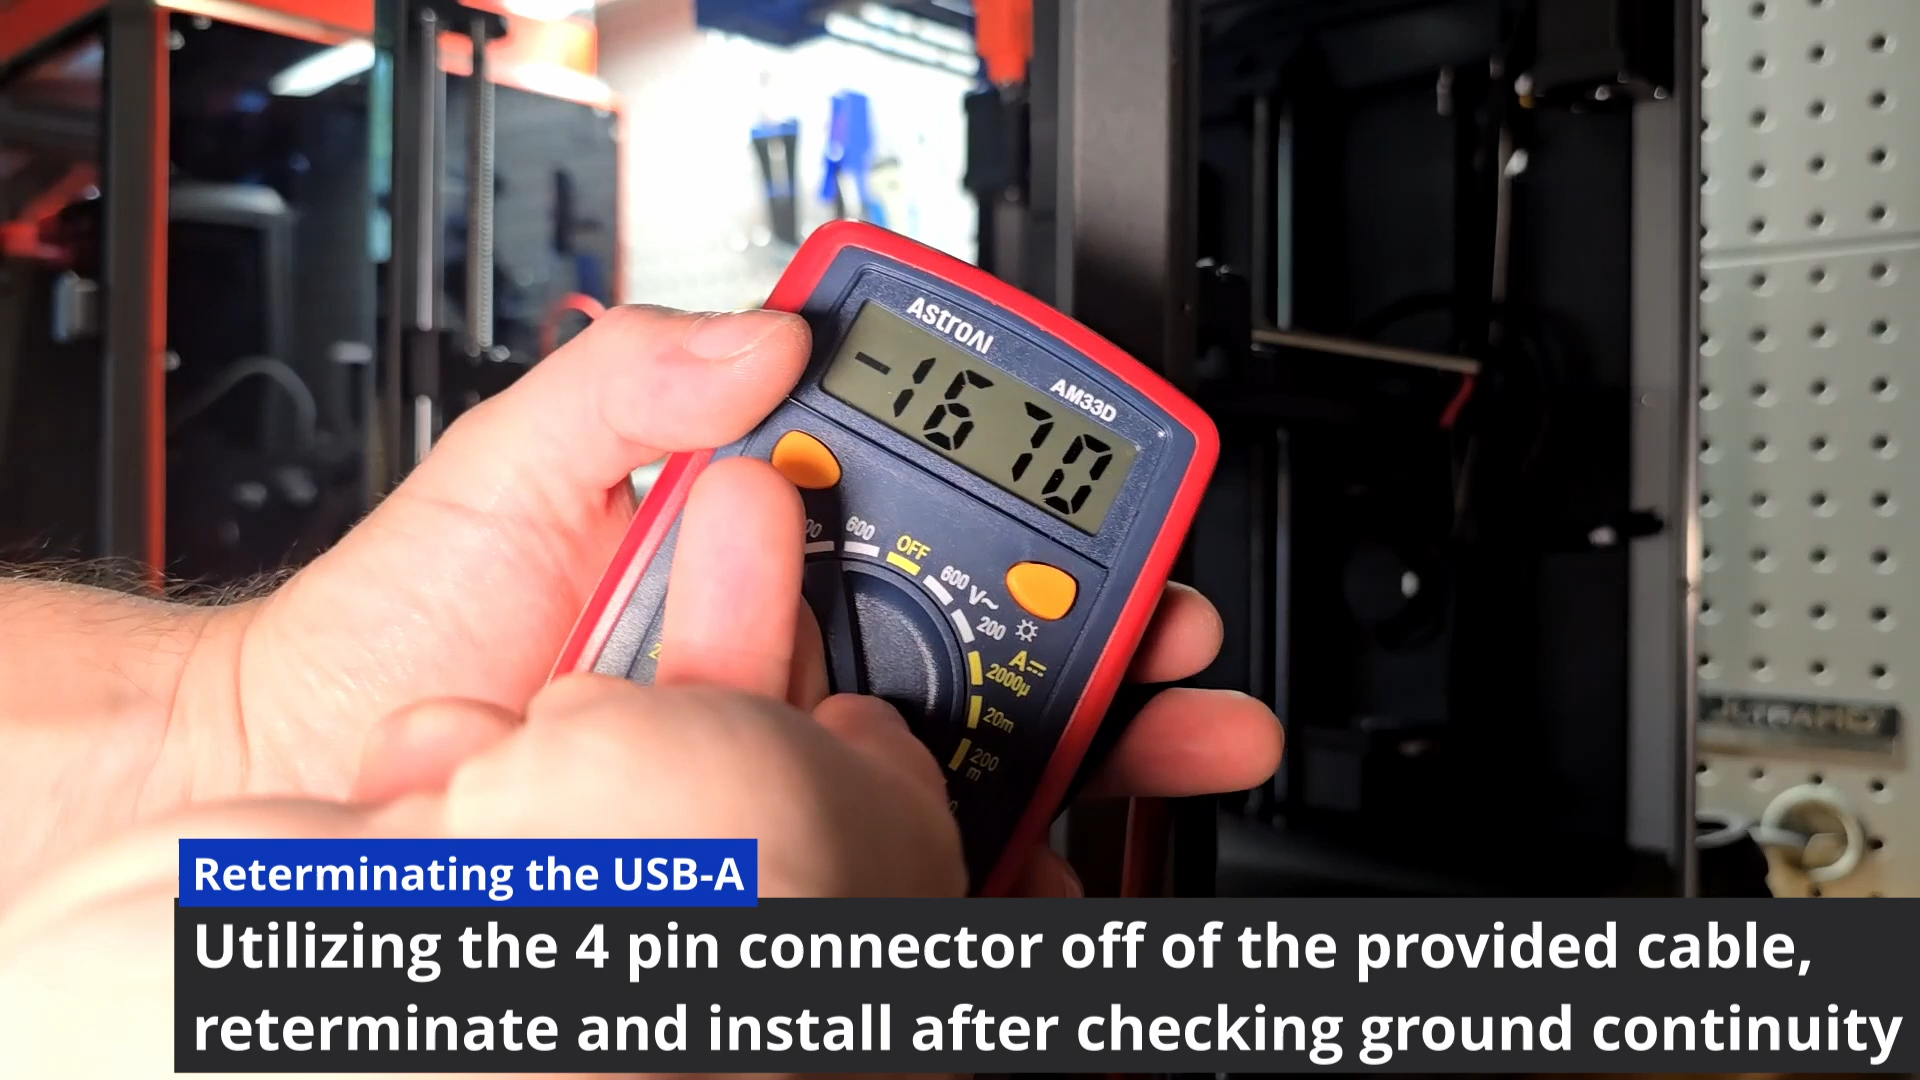 AstroAI
AM33D
-1670
600
OFF
600 V~
200
A
2000µ
20m
200
m
Reterminating the USB-A
Utilizing the 4 pin connector off of the provided cable,
reterminate and install after checking ground continuity